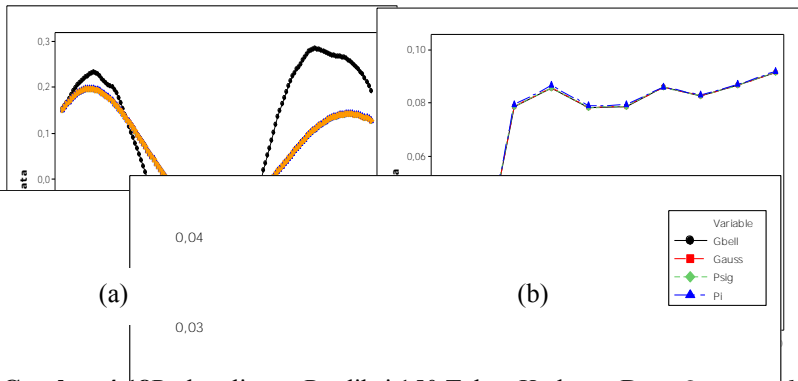 0,3
0,2
0,1
0,0
ata
0,10
0,08
0,06
a
0,04
0,03
Variable
Gbell
Gauss
Psig
Pi
(a)
(b)